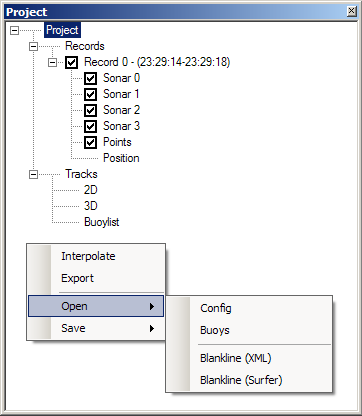 Project
Project
Records
Record 0 - (23:29:14-23:29:18)
Sonar 0
Sonar 1
Sonar 2
Sonar 3
Points
Position
Tracks
2D
3D
Buoylist
Interpolate
Export
Open
Save
Config
Buoys
Blankline (XML)
Blankline (Surfer)